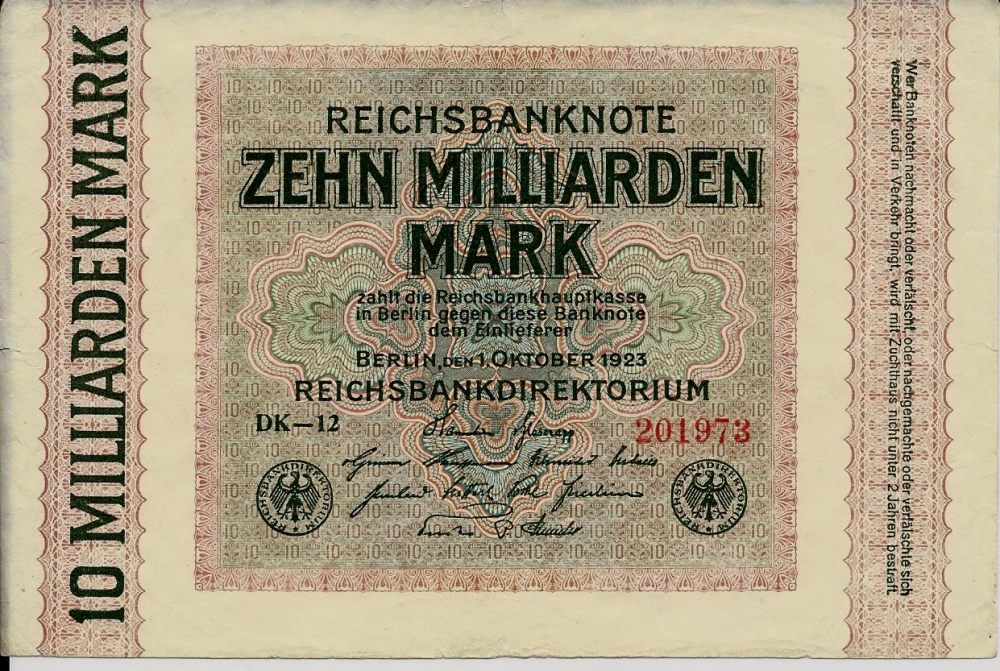 10 MILLIARDEN MARK
REICHSBANKNOTE
ZEHN MILLIARDEN
MARK
zahlt die Reichsbankhauptkasse
in Berlin gegen diese Banknote
dem Einlieferer
BERLIN, DEN 1. OKTOBER 1923
REICHSBANKDIREKTORIUM
DK—12
201973
REICHSBANKDIREKTORIUM
REICHSBANKDIREKTORIUM
Wer Banknoten nachmacht oder verfälscht, oder nachgemachte oder verfälschte sich
verschafft und in Verkehr bringt, wird mit Zuchthaus nicht unter 2 Jahren bestraft.